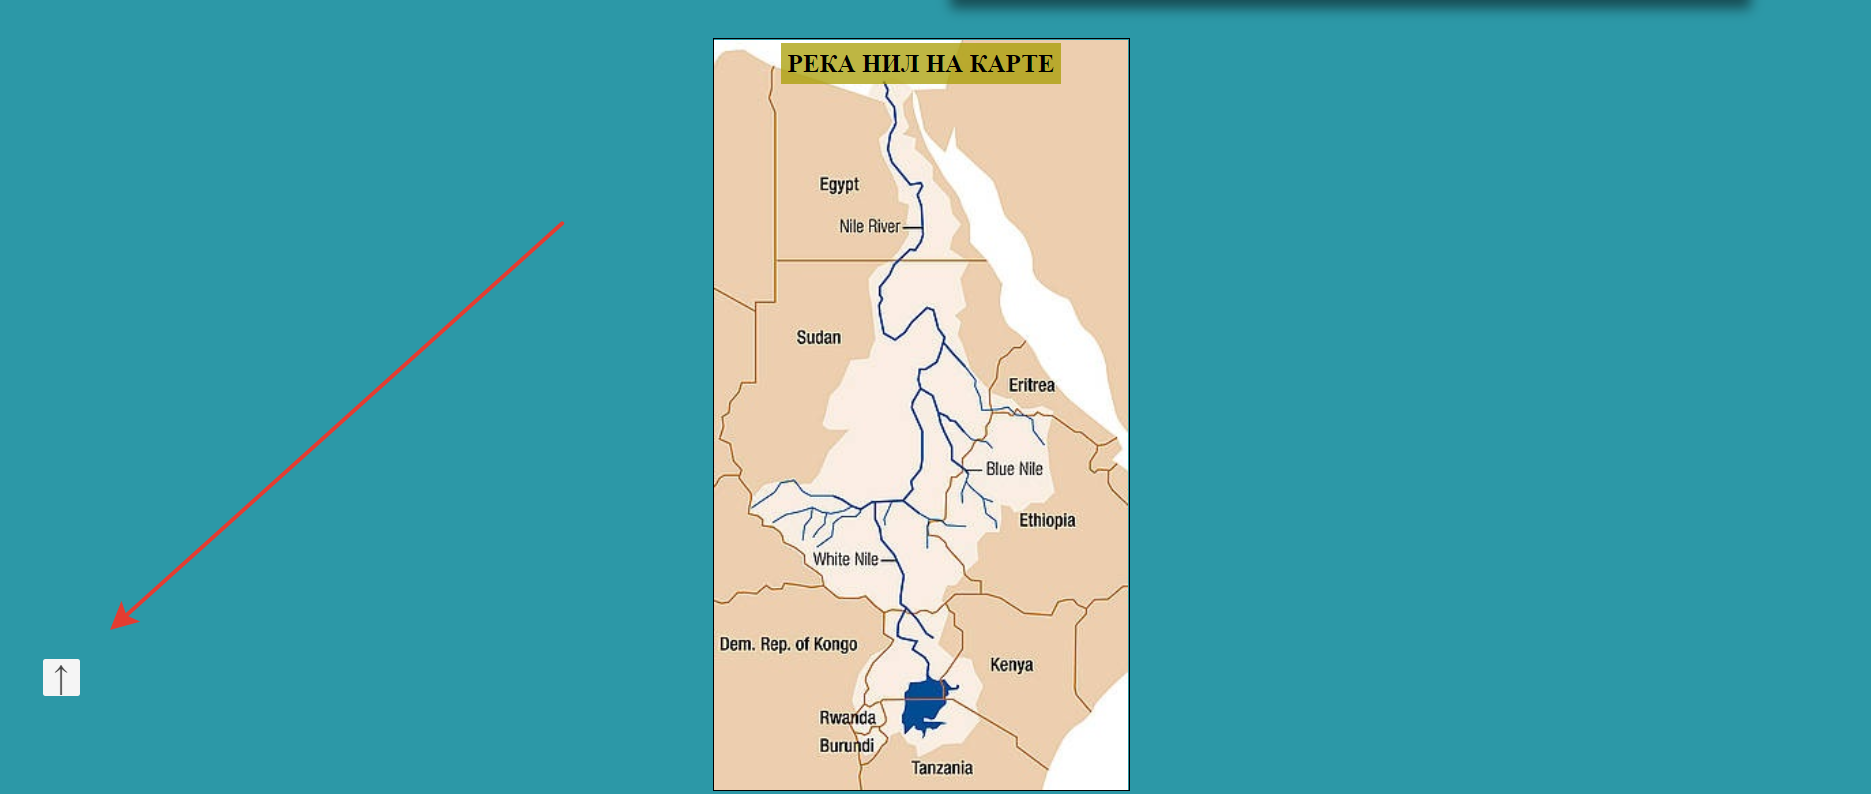 РЕКА НИЛ НА КАРТЕ
Egypt
Nile River
Sudan
Eritrea
Blue Nile
Ethiopia
White Nile
Dem. Rep. of Kongo
Kenya
Rwanda
Burundi
Tanzania